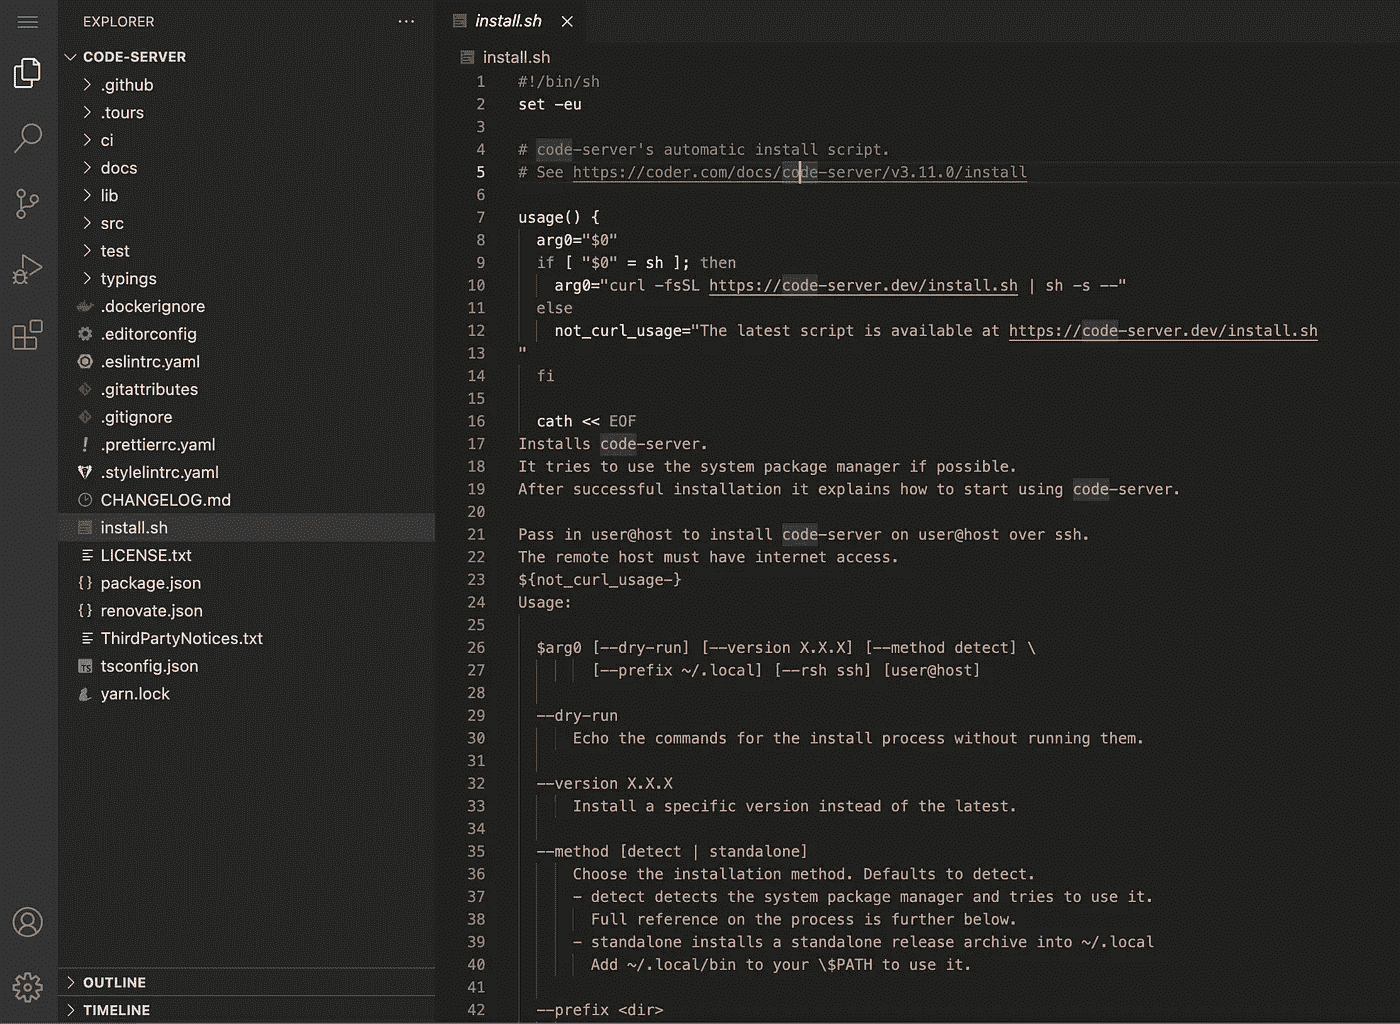 EXPLORER
CODE-SERVER
.github
.tours
ci
docs
lib
src
test
typings
.dockerignore
.editorconfig
.eslintrc.yaml
.gitattributes
.gitignore
.prettierrc.yaml
.stylelintrc.yaml
CHANGELOG.md
install.sh
LICENSE.txt
{} package.json
{} renovate.json
ThirdPartyNotices.txt
TS tsconfig.json
yarn.lock
OUTLINE
TIMELINE
install.sh
install.sh
1 #!/bin/sh
2 set -eu
3
4 # code-server's automatic install script.
5 # See https://coder.com/docs/code-server/v3.11.0/install
6
7 usage() {
8 arg0="$0"
9 if [ "$0" = sh ]; then
10 arg0="curl -fsSL https://code-server.dev/install.sh | sh -s --"
11 else
12 not_curl_usage="The latest script is available at https://code-server.dev/install.sh
13 "
14 fi
15
16 cath << EOF
17 Installs code-server.
18 It tries to use the system package manager if possible.
19 After successful installation it explains how to start using code-server.
20
21 Pass in user@host to install code-server on user@host over ssh.
22 The remote host must have internet access.
23 ${not_curl_usage-}
24 Usage:
25
26 $arg0 [--dry-run] [--version X.X.X] [--method detect] \
27 [--prefix ~/.local] [--rsh ssh] [user@host]
28
29 --dry-run
30 Echo the commands for the install process without running them.
31
32 --version X.X.X
33 Install a specific version instead of the latest.
34
35 --method [detect | standalone]
36 Choose the installation method. Defaults to detect.
37 - detect detects the system package manager and tries to use it.
38 Full reference on the process is further below.
39 - standalone installs a standalone release archive into ~/.local
40 Add ~/.local/bin to your \$PATH to use it.
41
42 --prefix <dir>